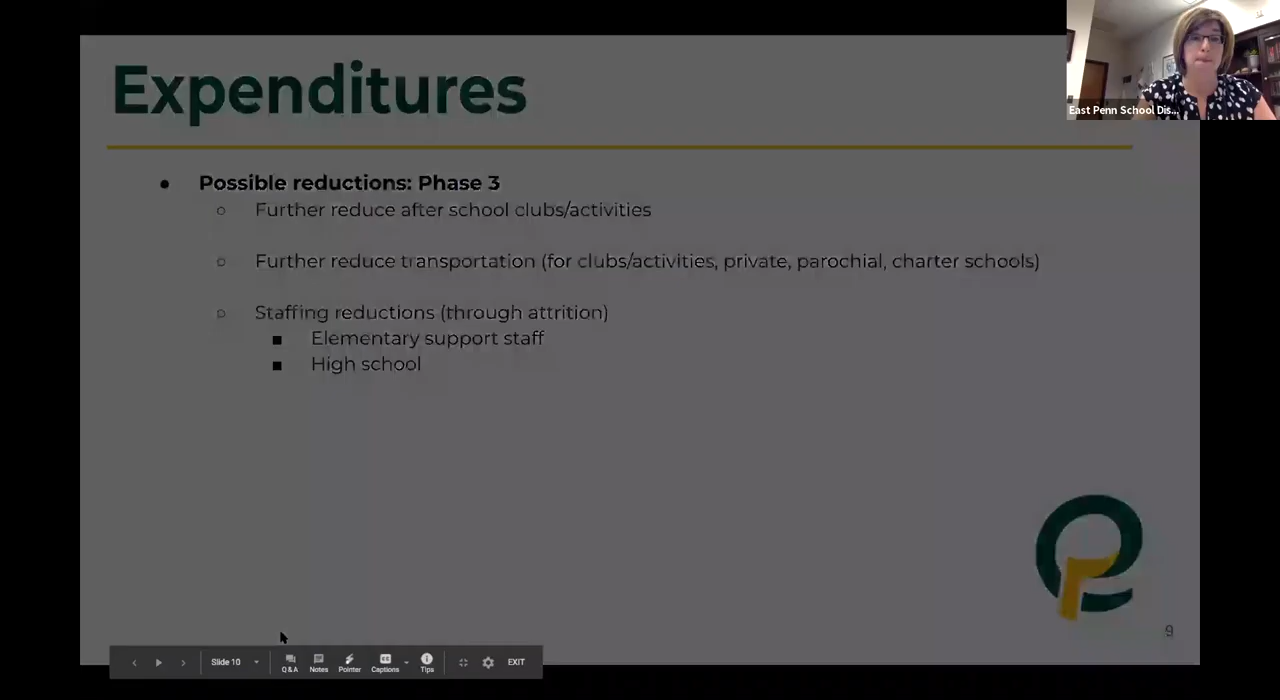 Expenditures
East Penn School Dis...
● Possible reductions: Phase 3
○ Further reduce after school clubs/activities
○ Further reduce transportation (for clubs/activities, private, parochial, charter schools)
○ Staffing reductions (through attrition)
■ Elementary support staff
■ High school
9
Slide 10
Q&A
Notes
Pointer
Captions
Tips
EXIT